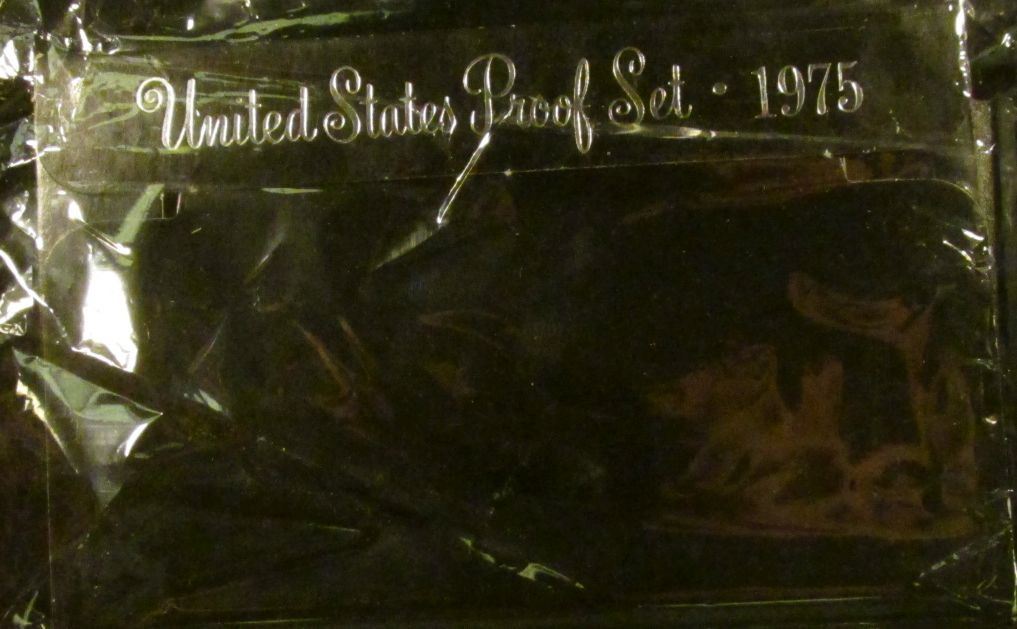 United States Proof Set · 1975